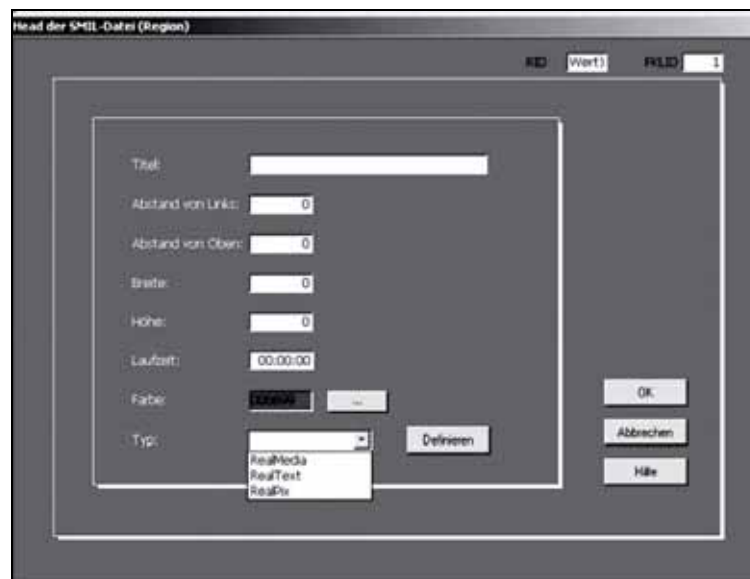 Head der SMIL-Datei (Region)
RID Wert) FKLID 1
Titel:
Abstand von Links: 0
Abstand von Oben: 0
Breite: 0
Höhe: 0
Laufzeit: 00:00:00
Farbe: ...
Typ: Definieren
RealMedia
RealText
RealPix
OK
Abbrechen
Hilfe